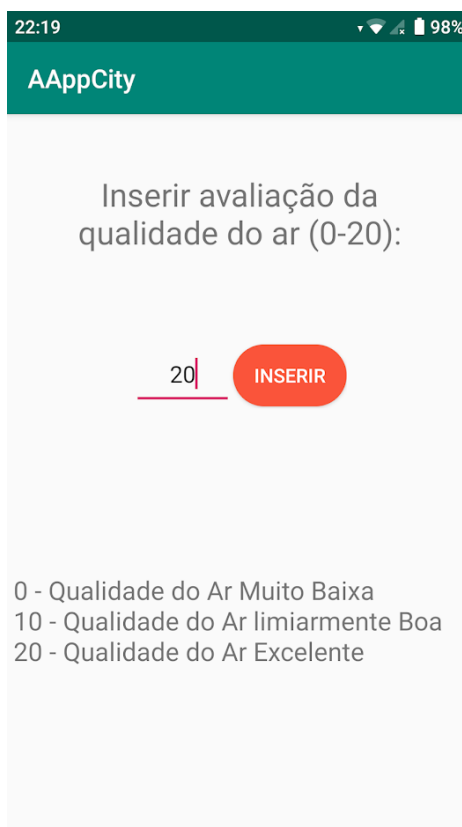 22:19
98%
AAppCity
Inserir avaliação da
qualidade do ar (0-20):
20
INSERIR
0 - Qualidade do Ar Muito Baixa
10 - Qualidade do Ar limiarmente Boa
20 - Qualidade do Ar Excelente